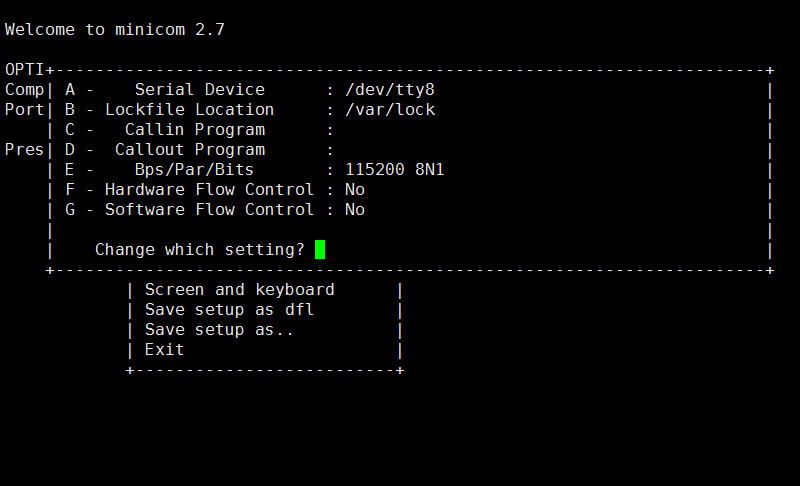 Welcome to minicom 2.7
OPTI+-----------------------------------------------------------------------+
Comp| A -    Serial Device      : /dev/tty8                                 |
Port| B - Lockfile Location     : /var/lock                                 |
    | C -   Callin Program      :                                           |
Pres| D -  Callout Program      :                                           |
    | E -    Bps/Par/Bits       : 115200 8N1                                |
    | F - Hardware Flow Control : No                                        |
    | G - Software Flow Control : No                                        |
    |                                                                       |
    |    Change which setting?                                              |
    +-----------------------------------------------------------------------+
            | Screen and keyboard      |
            | Save setup as dfl        |
            | Save setup as..          |
            | Exit                     |
            +--------------------------+